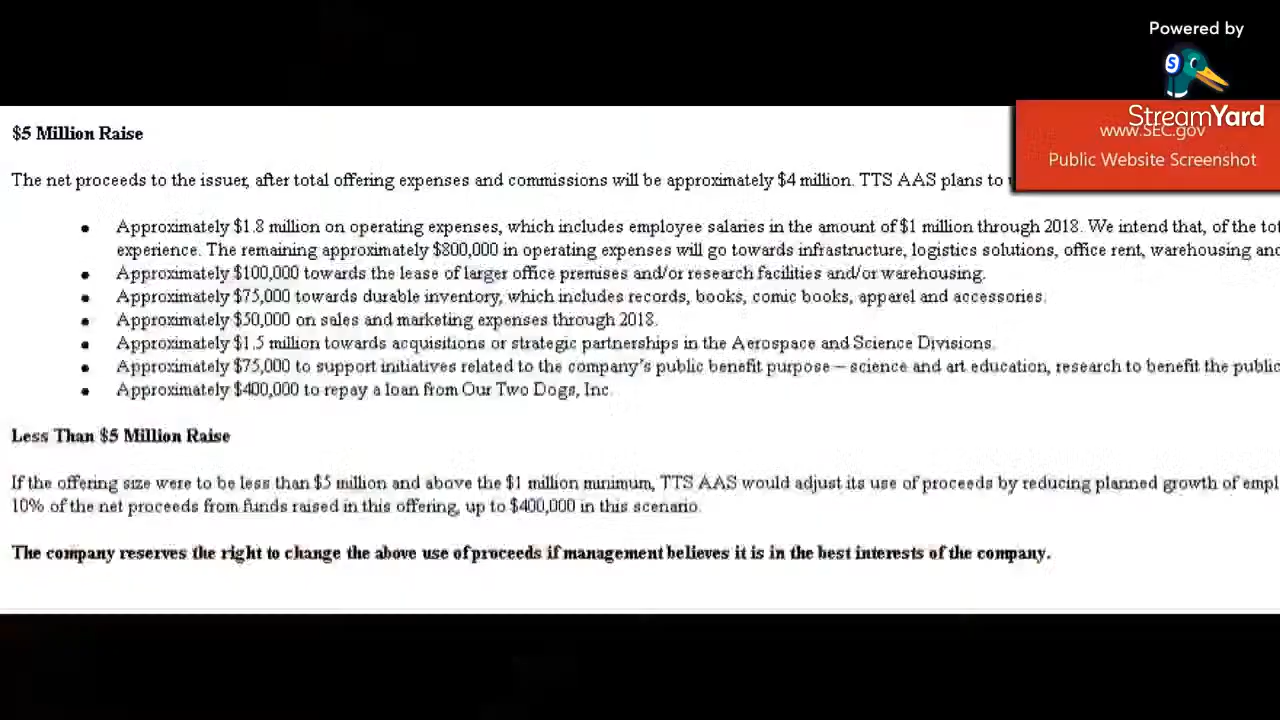 Powered by
StreamYard
www.SEC.gov
Public Website Screenshot
$5 Million Raise
The net proceeds to the issuer, after total offering expenses and commissions will be approximately $4 million. TTS AAS plans to
Approximately $1.8 million on operating expenses, which includes employee salaries in the amount of $1 million through 2018. We intend that, of the tot
experience. The remaining approximately $800,000 in operating expenses will go towards infrastructure, logistics solutions, office rent, warehousing and
Approximately $100,000 towards the lease of larger office premises and/or research facilities and/or warehousing.
Approximately $75,000 towards durable inventory, which includes records, books, comic books, apparel and accessories.
Approximately $50,000 on sales and marketing expenses through 2018.
Approximately $1.5 million towards acquisitions or strategic partnerships in the Aerospace and Science Divisions.
Approximately $75,000 to support initiatives related to the company's public benefit purpose – science and art education, research to benefit the public
Approximately $400,000 to repay a loan from Our Two Dogs, Inc.
Less Than $5 Million Raise
If the offering size were to be less than $5 million and above the $1 million minimum, TTS AAS would adjust its use of proceeds by reducing planned growth of empl
10% of the net proceeds from funds raised in this offering, up to $400,000 in this scenario.
The company reserves the right to change the above use of proceeds if management believes it is in the best interests of the company.